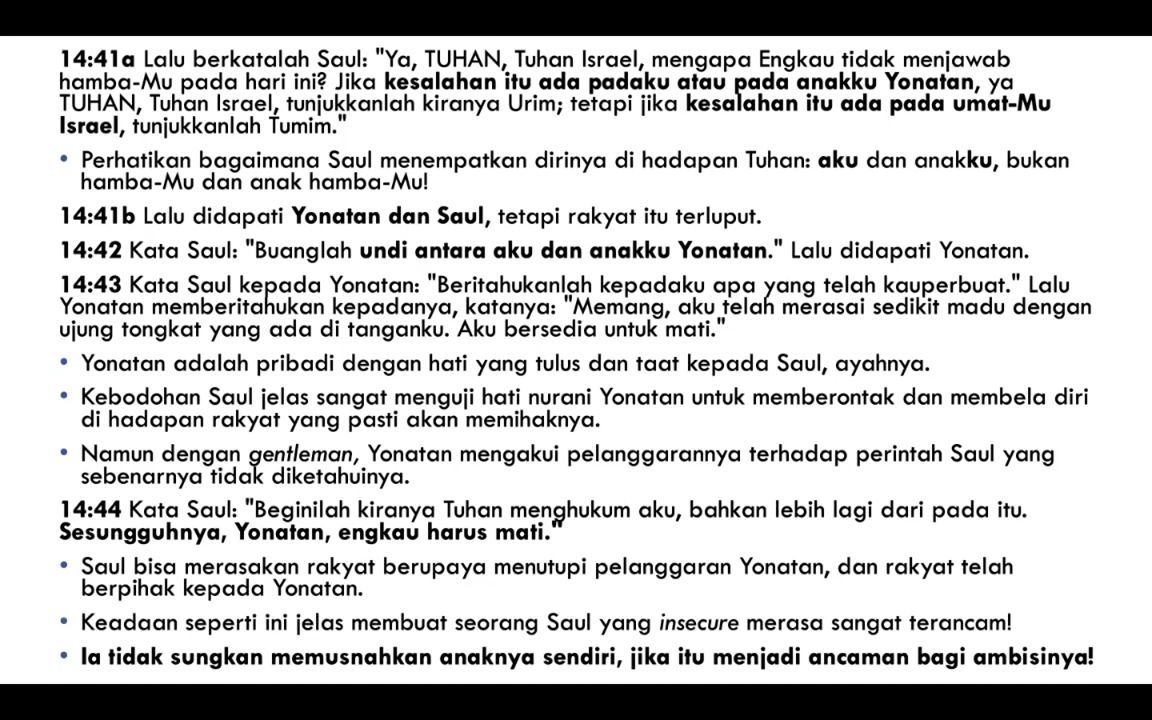 14:41a Lalu berkatalah Saul: "Ya, TUHAN, Tuhan Israel, mengapa Engkau tidak menjawab
hamba-Mu pada hari ini? Jika kesalahan itu ada padaku atau pada anakku Yonatan, ya
TUHAN, Tuhan Israel, tunjukkanlah kiranya Urim; tetapi jika kesalahan itu ada pada umat-Mu
Israel, tunjukkanlah Tumim."
• Perhatikan bagaimana Saul menempatkan dirinya di hadapan Tuhan: aku dan anakku, bukan
hamba-Mu dan anak hamba-Mu!
14:41b Lalu didapati Yonatan dan Saul, tetapi rakyat itu terluput.
14:42 Kata Saul: "Buanglah undi antara aku dan anakku Yonatan." Lalu didapati Yonatan.
14:43 Kata Saul kepada Yonatan: "Beritahukanlah kepadaku apa yang telah kauperbuat." Lalu
Yonatan memberitahukan kepadanya, katanya: "Memang, aku telah merasai sedikit madu dengan
ujung tongkat yang ada di tanganku. Aku bersedia untuk mati."
• Yonatan adalah pribadi dengan hati yang tulus dan taat kepada Saul, ayahnya.
• Kebodohan Saul jelas sangat menguji hati nurani Yonatan untuk memberontak dan membela diri
di hadapan rakyat yang pasti akan memihaknya.
• Namun dengan gentleman, Yonatan mengakui pelanggarannya terhadap perintah Saul yang
sebenarnya tidak diketahuinya.
14:44 Kata Saul: "Beginilah kiranya Tuhan menghukum aku, bahkan lebih lagi dari pada itu.
Sesungguhnya, Yonatan, engkau harus mati."
• Saul bisa merasakan rakyat berupaya menutupi pelanggaran Yonatan, dan rakyat telah
berpihak kepada Yonatan.
• Keadaan seperti ini jelas membuat seorang Saul yang insecure merasa sangat terancam!
• Ia tidak sungkan memusnahkan anaknya sendiri, jika itu menjadi ancaman bagi ambisinya!